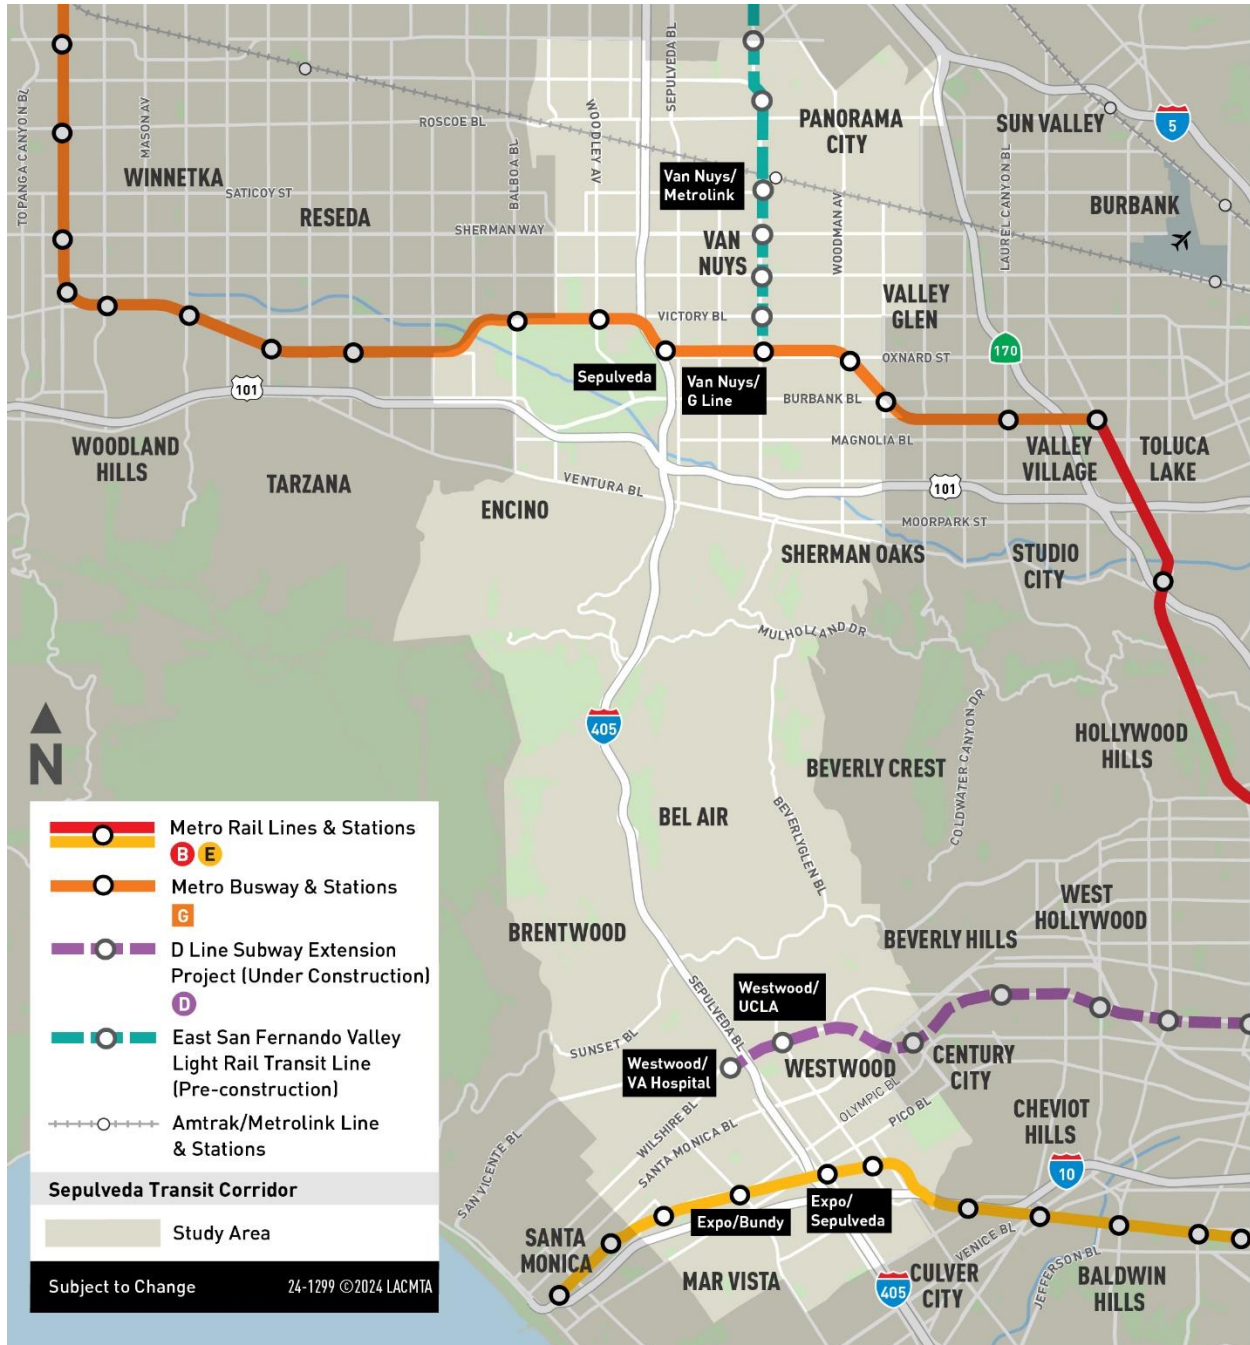 TOPANGA CANYON BL
MASON AV
WINNETKA
SATICOY ST
RESEDA
ROSCOE BL
BALBOA BL
SHERMAN WAY
WOODLEY AV
SEPULVEDA BL
PANORAMA
CITY
Van Nuys/
Metrolink
VAN
NUYS
WOODMAN AV
SUN VALLEY
5
LAUREL CANYON BL
BURBANK
VALLEY
GLEN
VICTORY BL
OXNARD ST
170
Sepulveda
Van Nuys/
G Line
BURBANK BL
MAGNOLIA BL
101
WOODLAND
HILLS
TARZANA
VENTURA BL
ENCINO
VALLEY
VILLAGE
TOLUCA
LAKE
101
MOORPARK ST
SHERMAN OAKS
STUDIO
CITY
MULHOLLAND DR
405
COLDWATER CANYON DR
HOLLYWOOD
HILLS
BEVERLY CREST
BEL AIR
BEVERLYGLEN BL
WEST
HOLLYWOOD
BRENTWOOD
BEVERLY HILLS
SEPULVEDA BL
Westwood/
UCLA
SUNSET BL
Westwood/
VA Hospital
WESTWOOD
CENTURY
CITY
OLYMPIC BL
PICO BL
WILSHIRE BL
SANTA MONICA BL
SAN VICENTE BL
CHEVIOT
HILLS
10
Expo/Bundy
Expo/
Sepulveda
SANTA
MONICA
MAR VISTA
VENICE BL
405
CULVER
CITY
JEFFERSON BL
BALDWIN
HILLS
N
Metro Rail Lines & Stations
B E
Metro Busway & Stations
G
D Line Subway Extension
Project (Under Construction)
D
East San Fernando Valley
Light Rail Transit Line
(Pre-construction)
Amtrak/Metrolink Line
& Stations
Sepulveda Transit Corridor
Study Area
Subject to Change 24-1299 ©2024 LACMTA